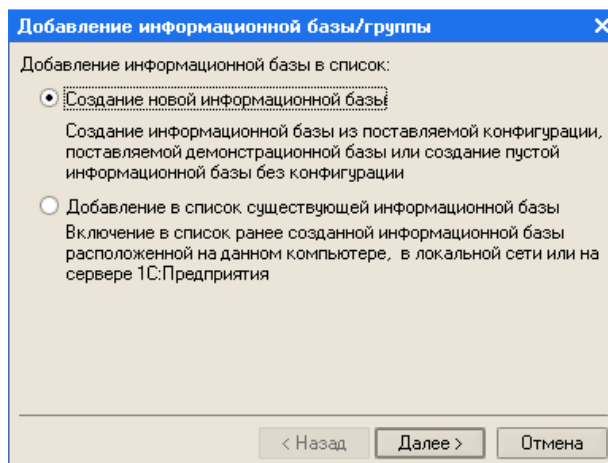 Добавление информационной базы/группы
Добавление информационной базы в список:
Создание новой информационной базы
Создание информационной базы из поставляемой конфигурации,
поставляемой демонстрационной базы или создание пустой
информационной базы без конфигурации
Добавление в список существующей информационной базы
Включение в список ранее созданной информационной базы
расположенной на данном компьютере, в локальной сети или на
сервере 1С:Предприятия
< Назад
Далее >
Отмена